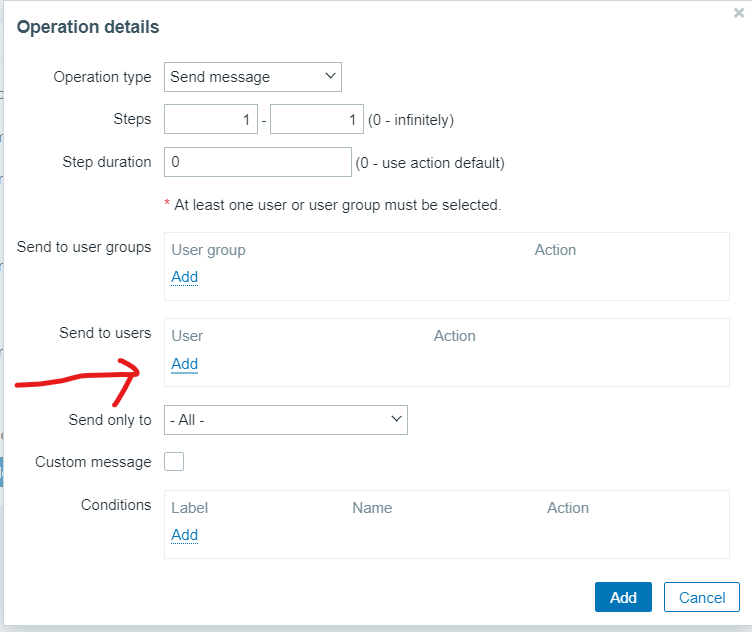 Operation details
Operation type Send message
Steps 1 - 1 (0 - infinitely)
Step duration 0 (0 - use action default)
* At least one user or user group must be selected.
Send to user groups User group Action
Add
Send to users User Action
Add
Send only to - All -
Custom message
Conditions Label Name Action
Add
Add Cancel